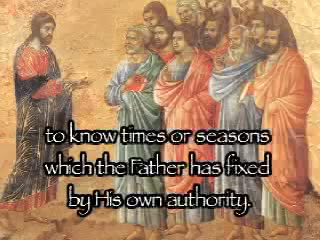 to know times or seasons
which the Father has fixed
by His own authority.